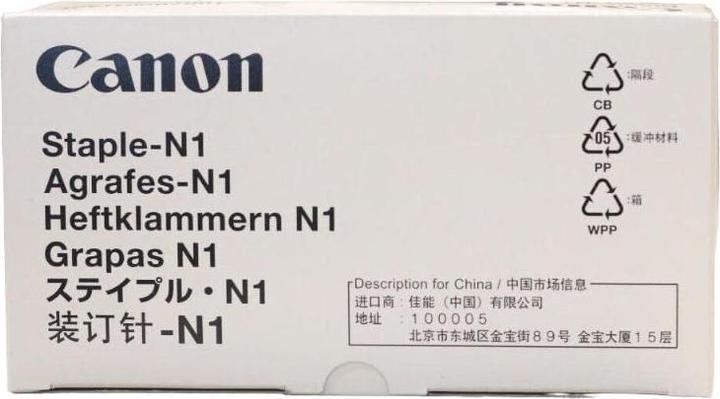 Canon
Staple-N1
Agrafes-N1
Heftklammern N1
Grapas N1
ステイプル・N1
装订针-N1
:隔段
CB
05 :缓冲材料
PP
:箱
WPP
Description for China / 中国市场信息
进口商：佳能（中国）有限公司
地址 ：100005
北京市东城区金宝街89号 金宝大厦15层